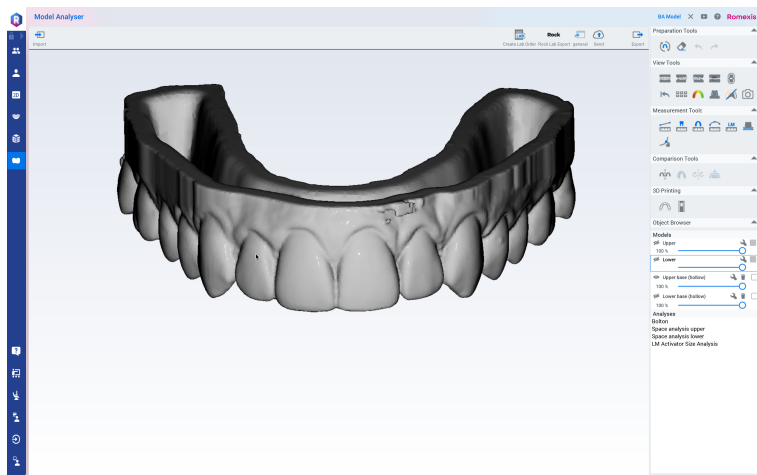 Model Analyser
BA Model
Romexis
Import
Create Lab Order
Rock
Rock Lab Export
general
Send
Export
2D
Preparation Tools
View Tools
Measurement Tools
LM
Comparison Tools
3D Printing
Object Browser
Models
Upper
100 %
Lower
Upper base (hollow)
100 %
Lower base (hollow)
100 %
Analyses
Bolton
Space analysis upper
Space analysis lower
LM Activator Size Analysis